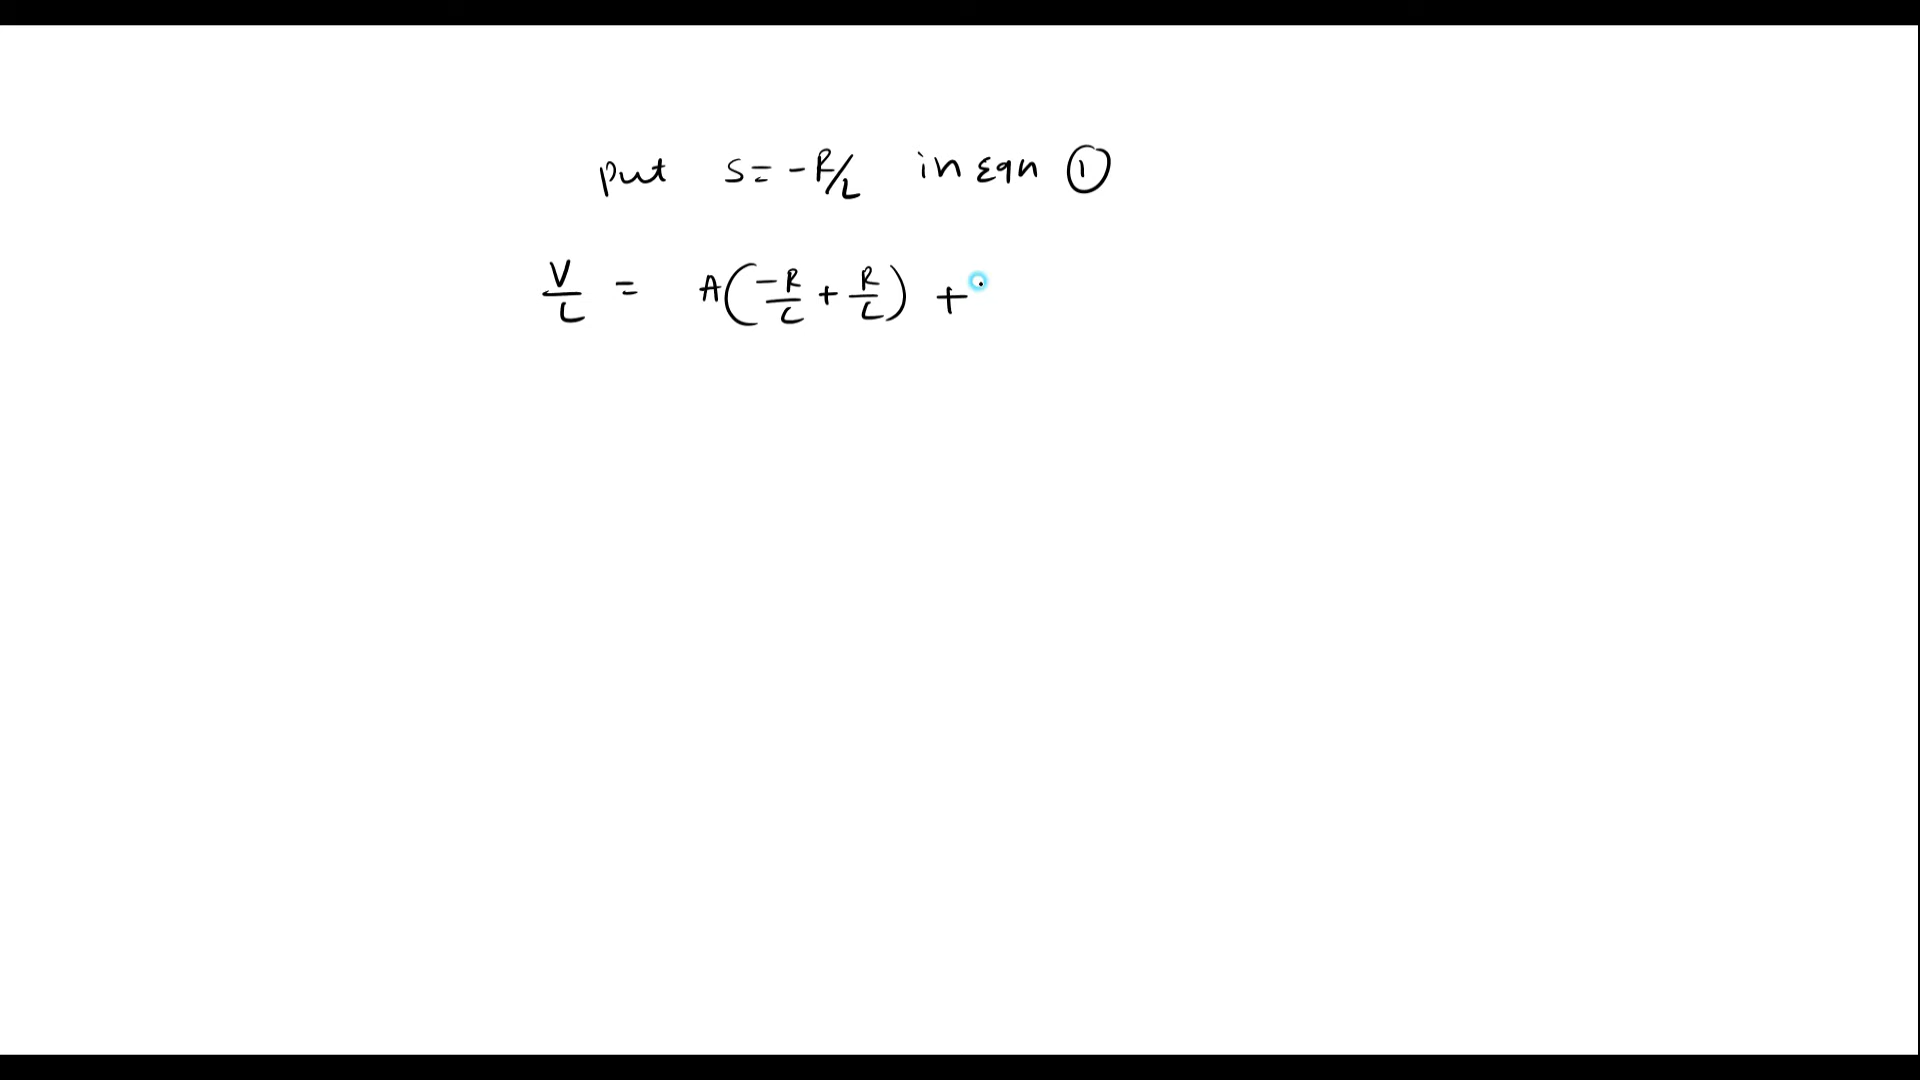 put s = -R/L in Eqn ①
V/L = A(-R/L + R/L) +